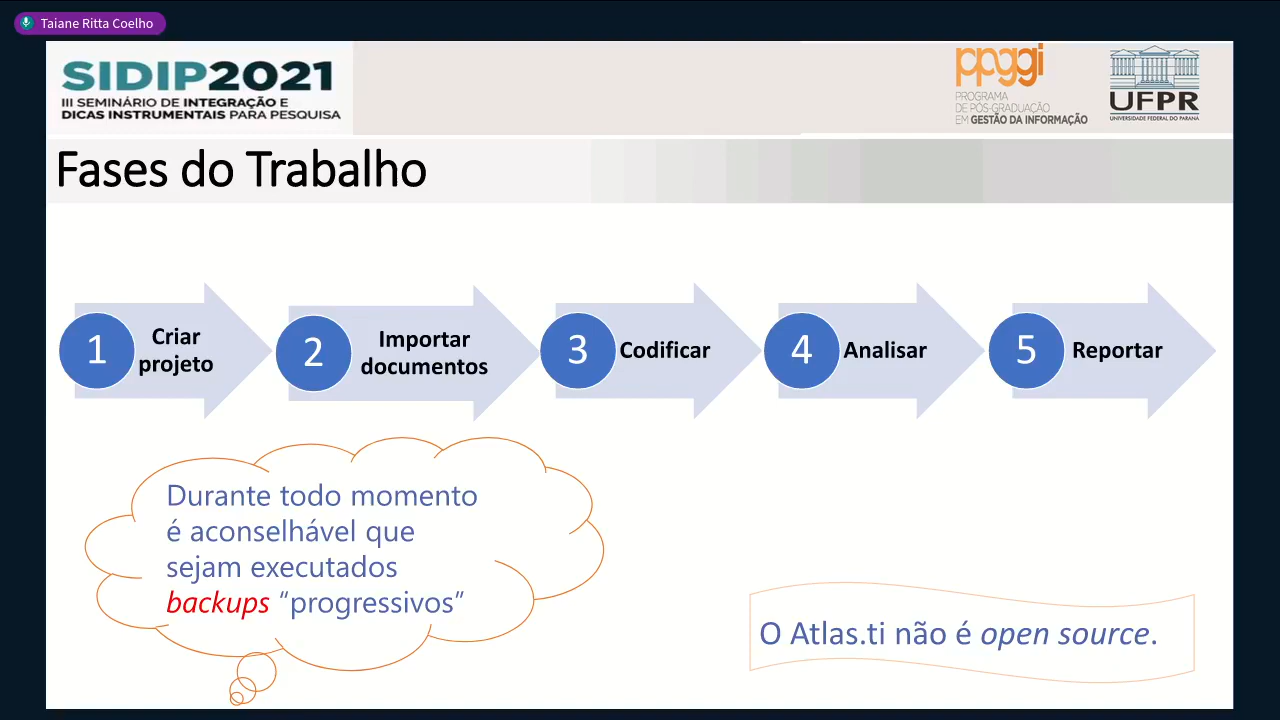 Taiane Ritta Coelho
SIDIP2021
III SEMINÁRIO DE INTEGRAÇÃO E
DICAS INSTRUMENTAIS PARA PESQUISA
ppggi
PROGRAMA
DE PÓS-GRADUAÇÃO
EM GESTÃO DA INFORMAÇÃO
UFPR
UNIVERSIDADE FEDERAL DO PARANÁ
Fases do Trabalho
1
Criar
projeto
2
Importar
documentos
3
Codificar
4
Analisar
5
Reportar
Durante todo momento
é aconselhável que
sejam executados
backups “progressivos”
O Atlas.ti não é open source.